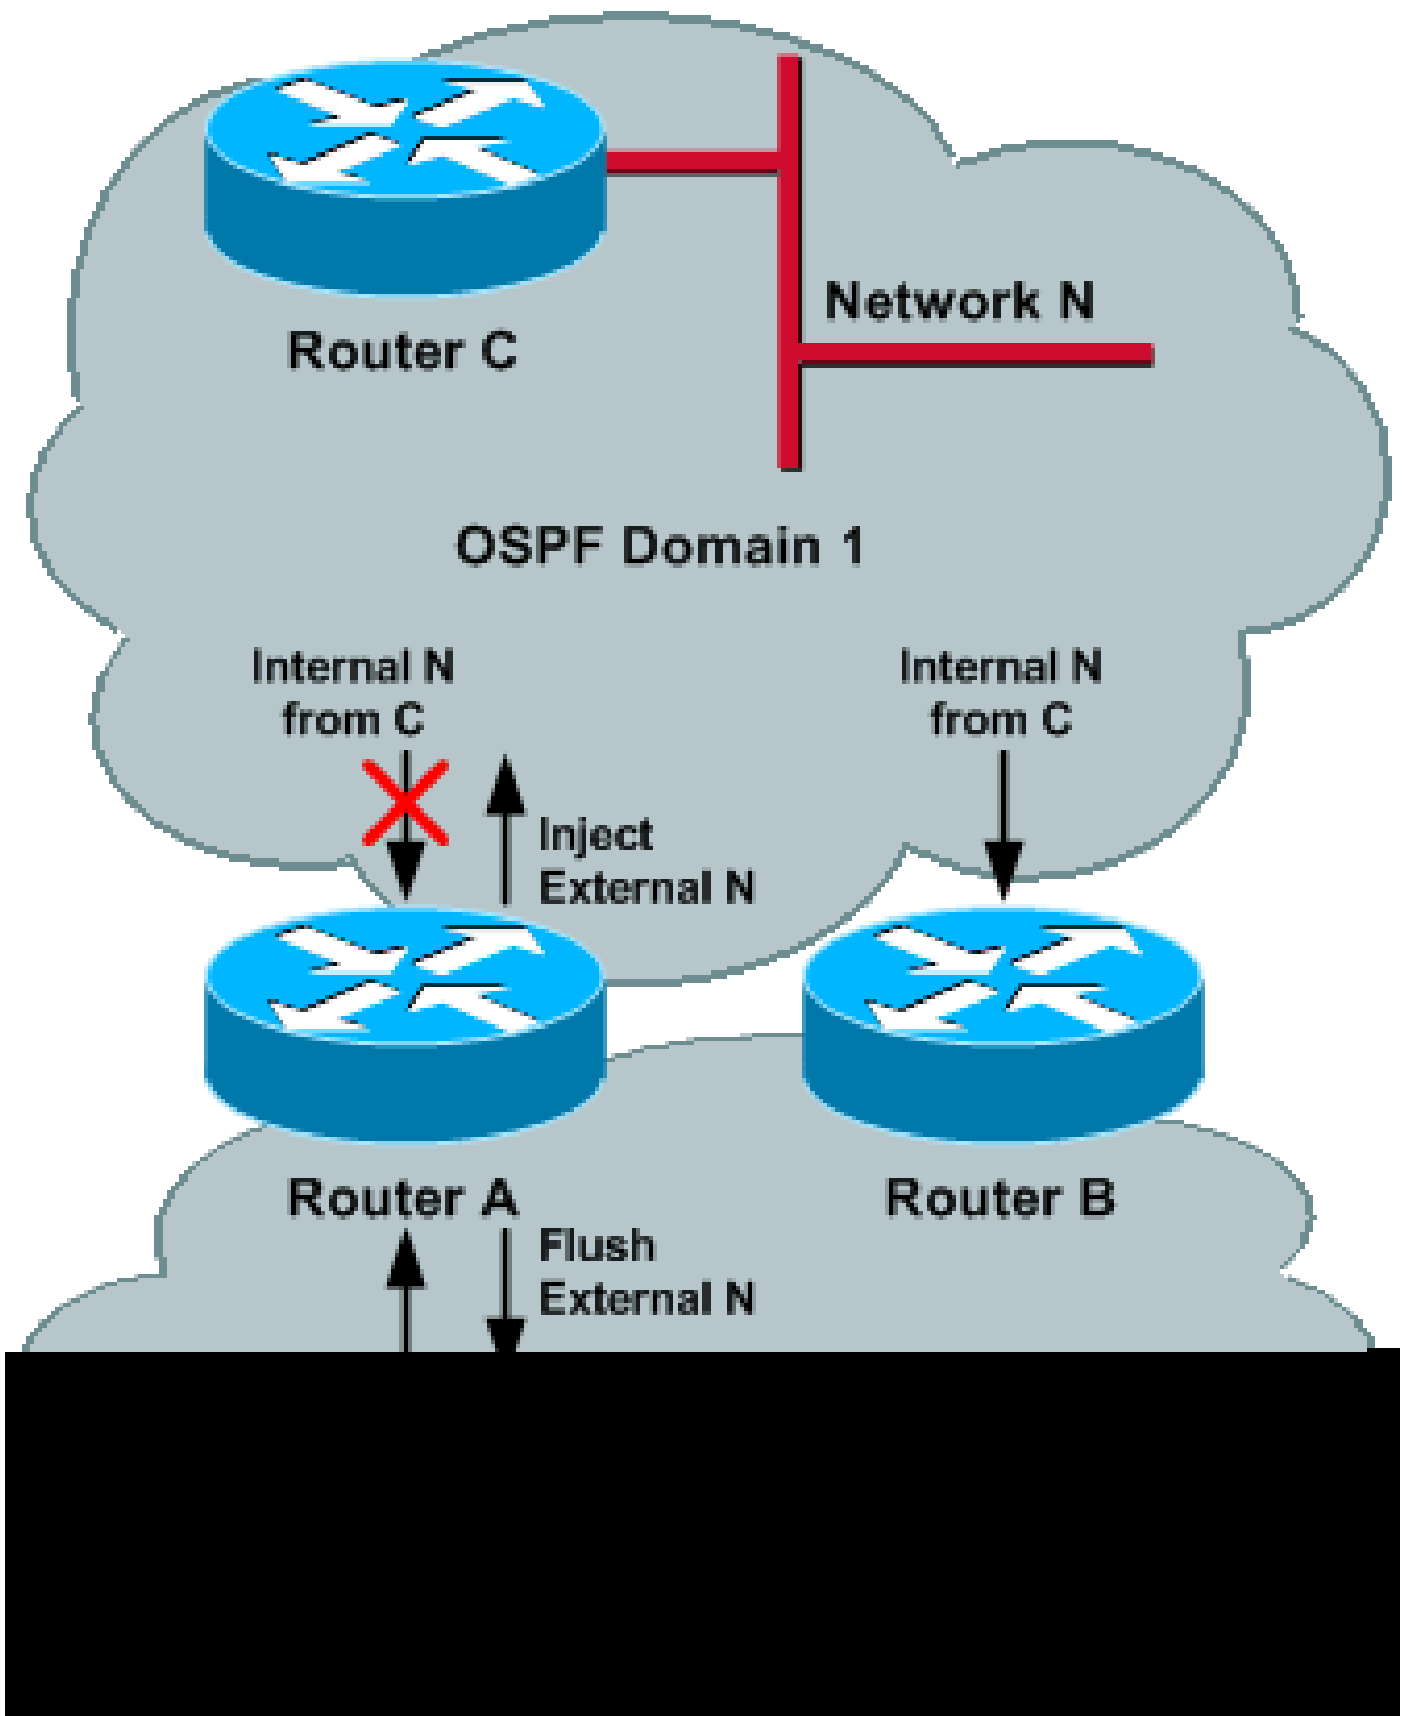 Router C
Network N
OSPF Domain 1
Internal N
from C
Internal N
from C
Inject
External N
Router A
Router B
Flush
External N